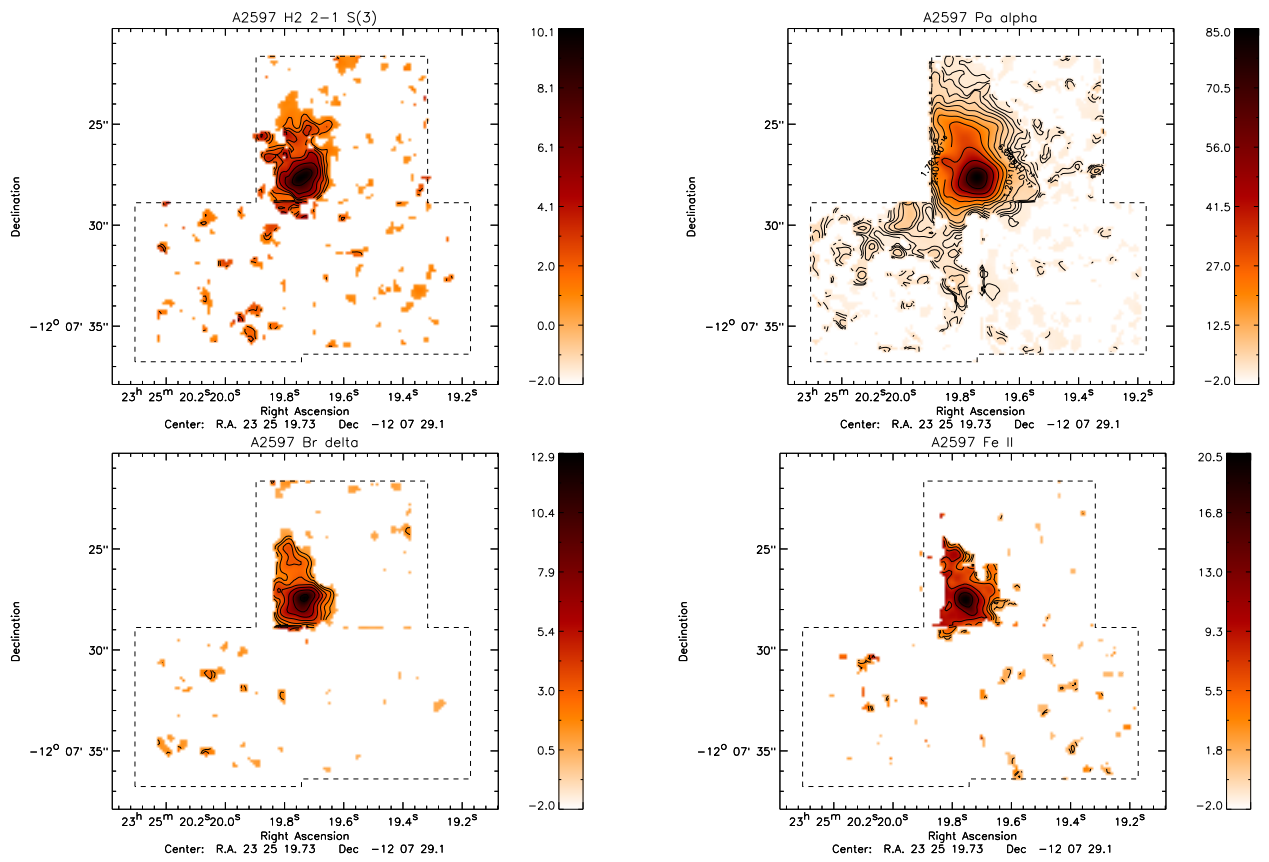 A2597 H2 2-1 S(3)
10.1
8.1
6.1
4.1
2.0
0.0
-2.0
25''
30''
-12° 07' 35''
Declination
23h 25m 20.2s 20.0s 19.8s 19.6s 19.4s 19.2s
Right Ascension
Center: R.A. 23 25 19.73 Dec -12 07 29.1
A2597 Pa alpha
85.0
70.5
56.0
41.5
27.0
12.5
-2.0
25''
30''
-12° 07' 35''
Declination
23h 25m 20.2s 20.0s 19.8s 19.6s 19.4s 19.2s
Right Ascension
Center: R.A. 23 25 19.73 Dec -12 07 29.1
A2597 Br delta
12.9
10.4
7.9
5.4
3.0
0.5
-2.0
25''
30''
-12° 07' 35''
Declination
23h 25m 20.2s 20.0s 19.8s 19.6s 19.4s 19.2s
Right Ascension
Center: R.A. 23 25 19.73 Dec -12 07 29.1
A2597 Fe II
20.5
16.8
13.0
9.3
5.5
1.8
-2.0
25''
30''
-12° 07' 35''
Declination
23h 25m 20.2s 20.0s 19.8s 19.6s 19.4s 19.2s
Right Ascension
Center: R.A. 23 25 19.73 Dec -12 07 29.1